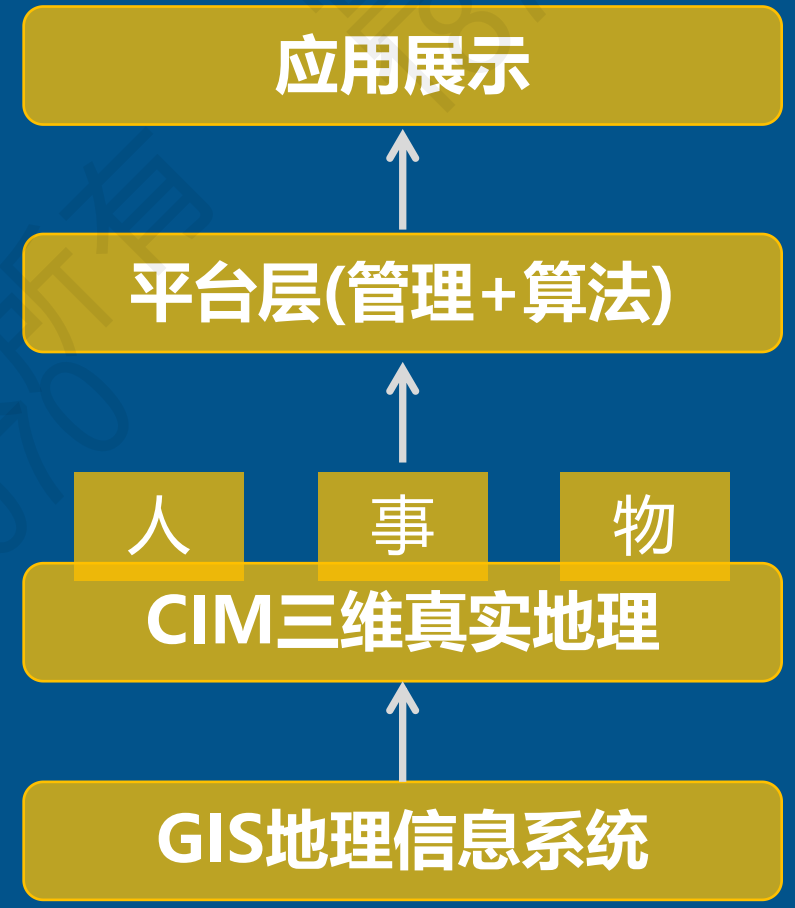 应用展示
平台层(管理+算法)
人 事 物
CIM三维真实地理
GIS地理信息系统